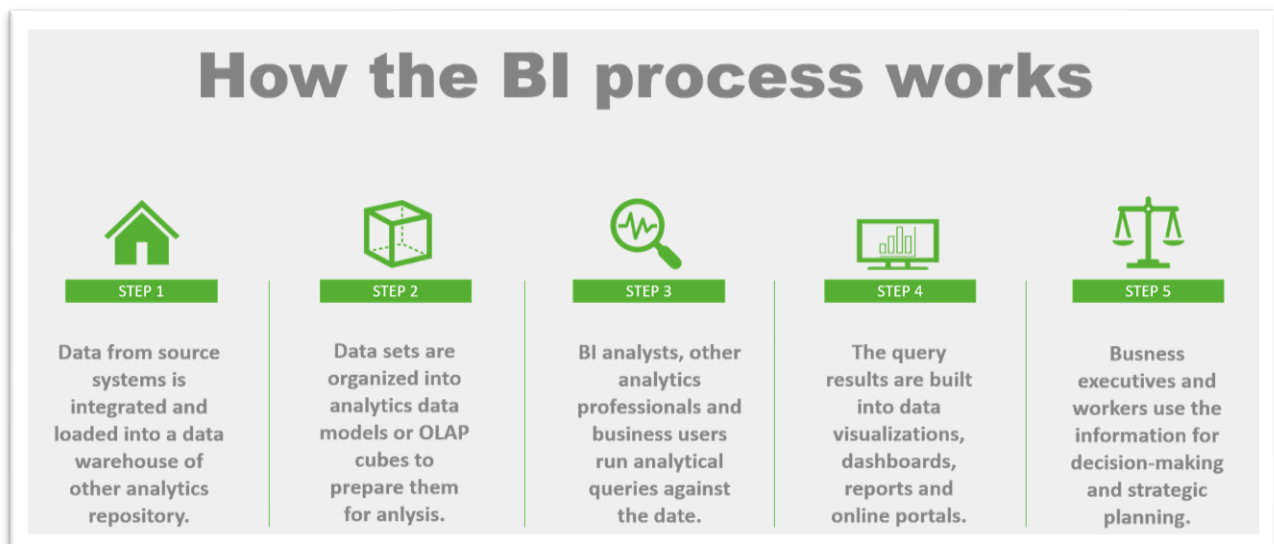 How the BI process works
STEP 1
Data from source
systems is
integrated and
loaded into a data
warehouse of
other analytics
repository.
STEP 2
Data sets are
organized into
analytics data
models or OLAP
cubes to
prepare them
for anlysis.
STEP 3
BI analysts, other
analytics
professionals and
business users
run analytical
queries against
the date.
STEP 4
The query
results are built
into data
visualizations,
dashboards,
reports and
online portals.
STEP 5
Busness
executives and
workers use the
information for
decision-making
and strategic
planning.